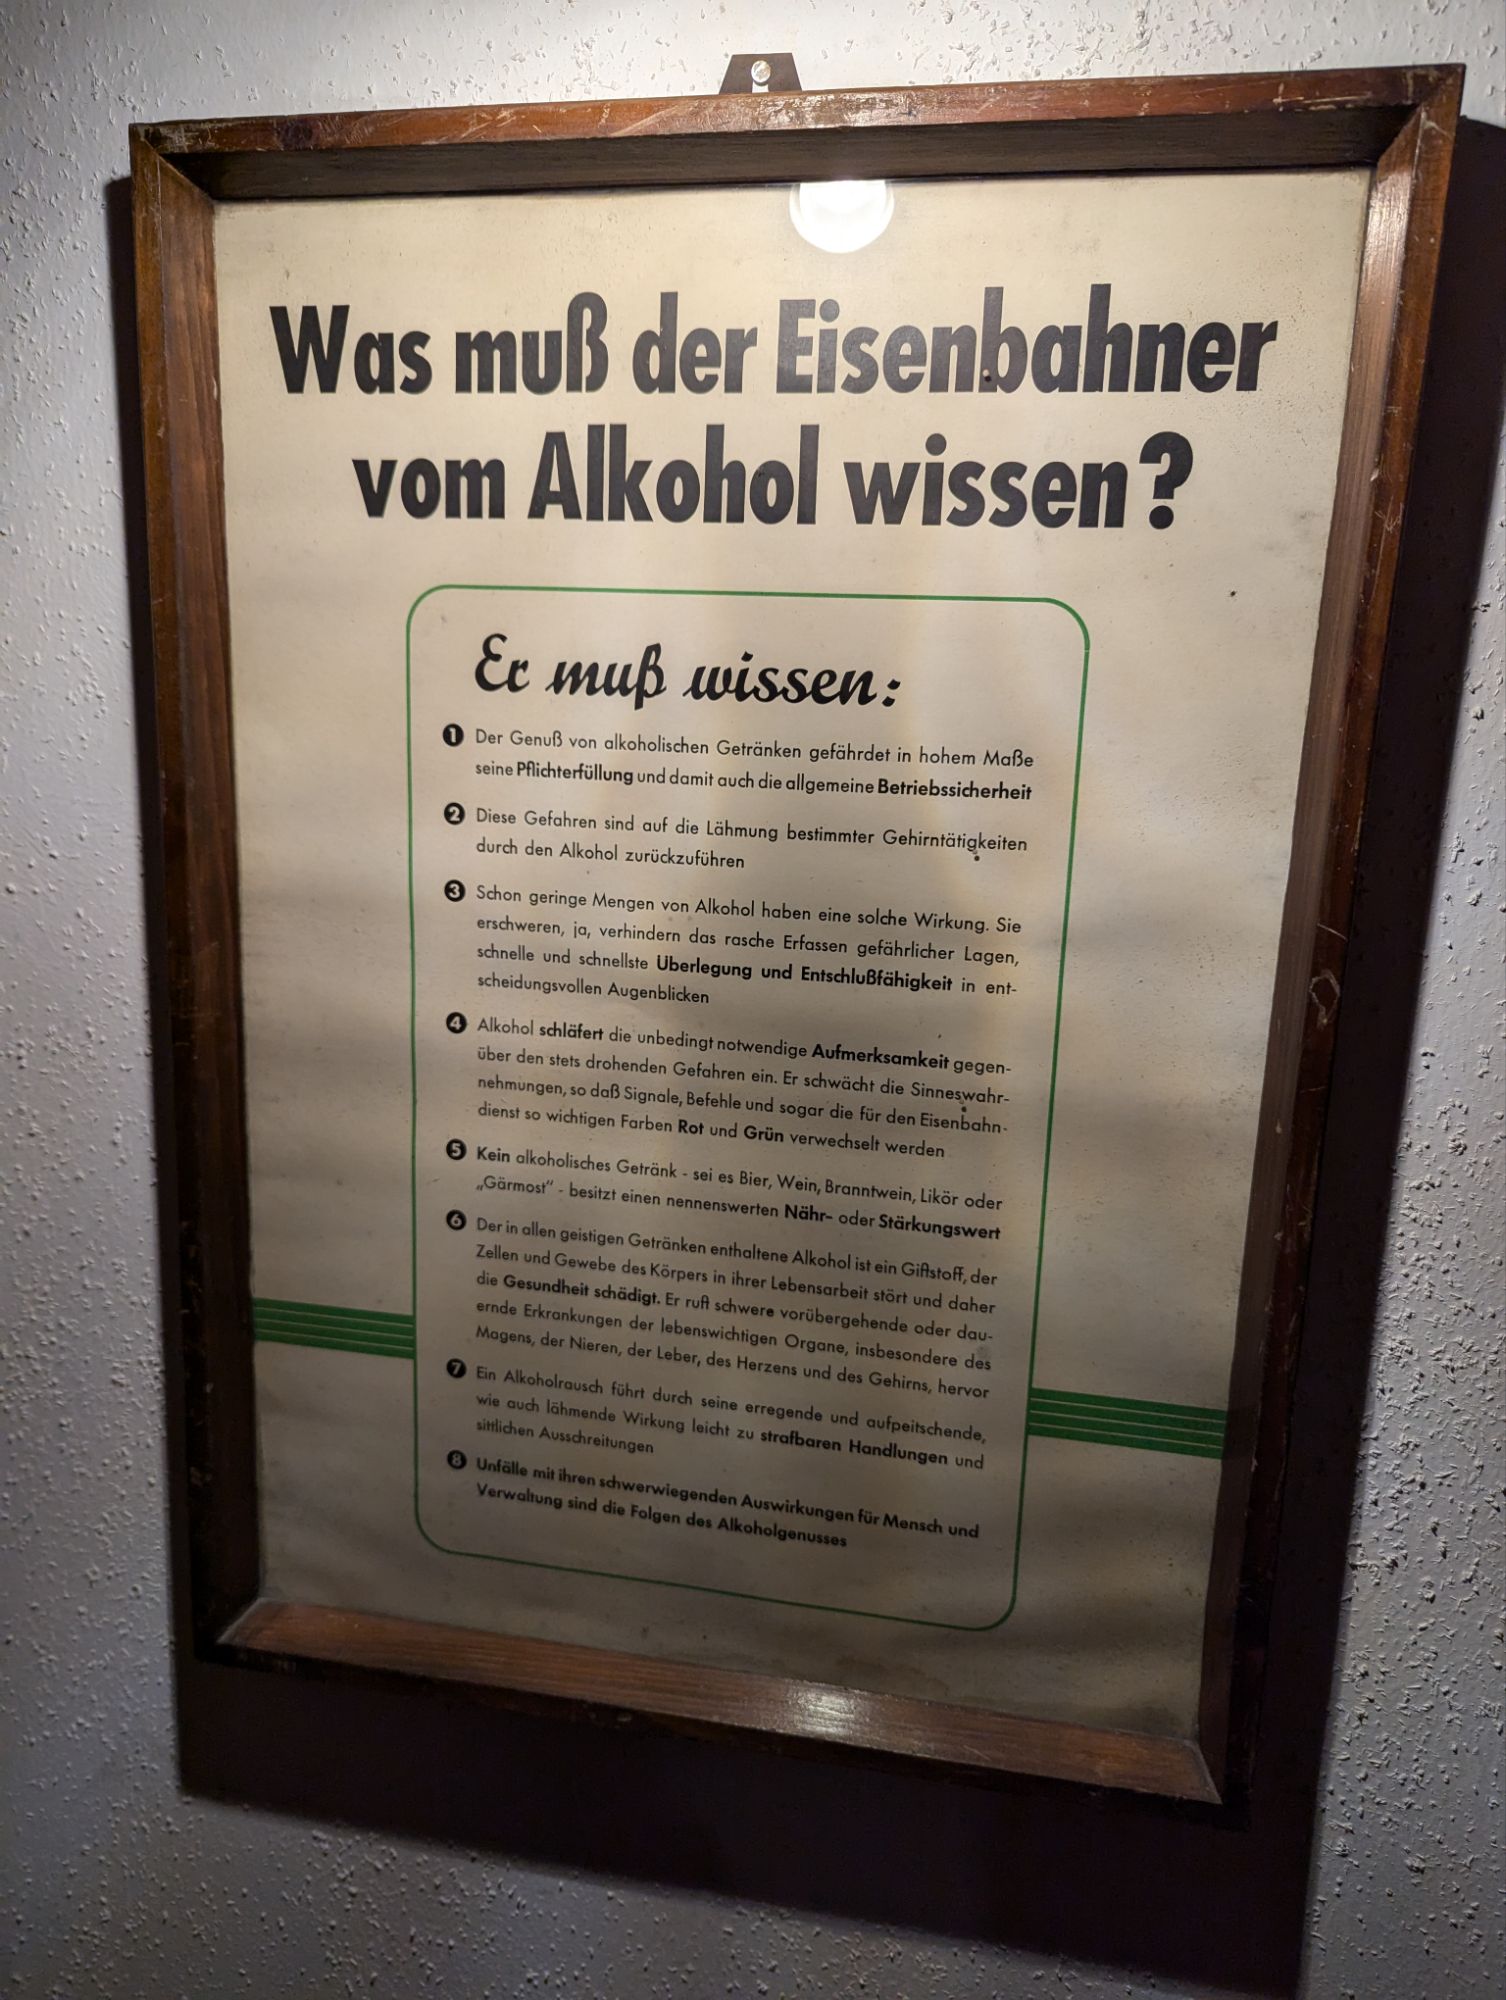 Was muß der Eisenbahner
vom Alkohol wissen?
Er muß wissen:
1 Der Genuß von alkoholischen Getränken gefährdet in hohem Maße
seine Pflichterfüllung und damit auch die allgemeine Betriebssicherheit
2 Diese Gefahren sind auf die Lähmung bestimmter Gehirntätigkeiten
durch den Alkohol zurückzuführen
3 Schon geringe Mengen von Alkohol haben eine solche Wirkung. Sie
erschweren, ja, verhindern das rasche Erfassen gefährlicher Lagen,
schnelle und schnellste Überlegung und Entschlußfähigkeit in ent-
scheidungsvollen Augenblicken
4 Alkohol schläfert die unbedingt notwendige Aufmerksamkeit gegen-
über den stets drohenden Gefahren ein. Er schwächt die Sinneswahr-
nehmungen, so daß Signale, Befehle und sogar die für den Eisenbahn-
dienst so wichtigen Farben Rot und Grün verwechselt werden
5 Kein alkoholisches Getränk - sei es Bier, Wein, Branntwein, Likör oder
„Gärmost“ - besitzt einen nennenswerten Nähr- oder Stärkungswert
6 Der in allen geistigen Getränken enthaltene Alkohol ist ein Giftstoff, der
Zellen und Gewebe des Körpers in ihrer Lebensarbeit stört und daher
die Gesundheit schädigt. Er ruft schwere vorübergehende oder dau-
ernde Erkrankungen der lebenswichtigen Organe, insbesondere des
Magens, der Nieren, der Leber, des Herzens und des Gehirns, hervor
7 Ein Alkoholrausch führt durch seine erregende und aufpeitschende,
wie auch lähmende Wirkung leicht zu strafbaren Handlungen und
sittlichen Ausschreitungen
8 Unfälle mit ihren schwerwiegenden Auswirkungen für Mensch und
Verwaltung sind die Folgen des Alkoholgenusses